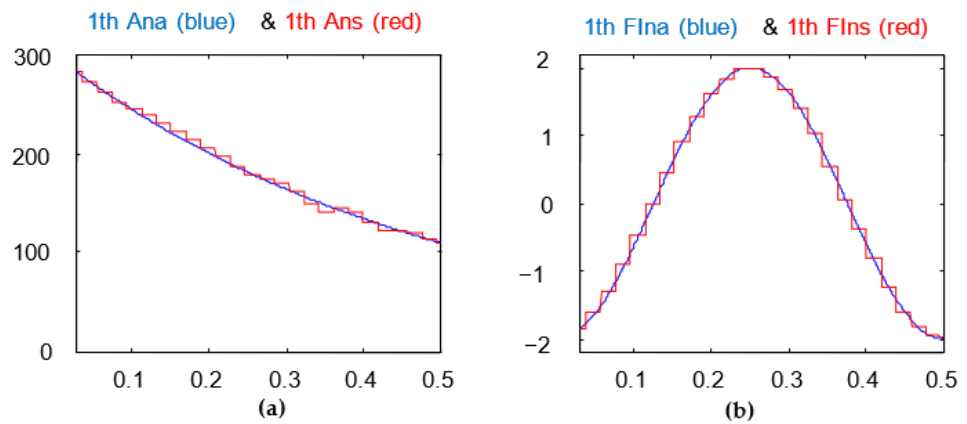 1th Ana (blue) & 1th Ans (red)
300
200
100
0
0.1 0.2 0.3 0.4 0.5
(a)
1th FIna (blue) & 1th FIns (red)
2
1
0
−1
−2
0.1 0.2 0.3 0.4 0.5
(b)